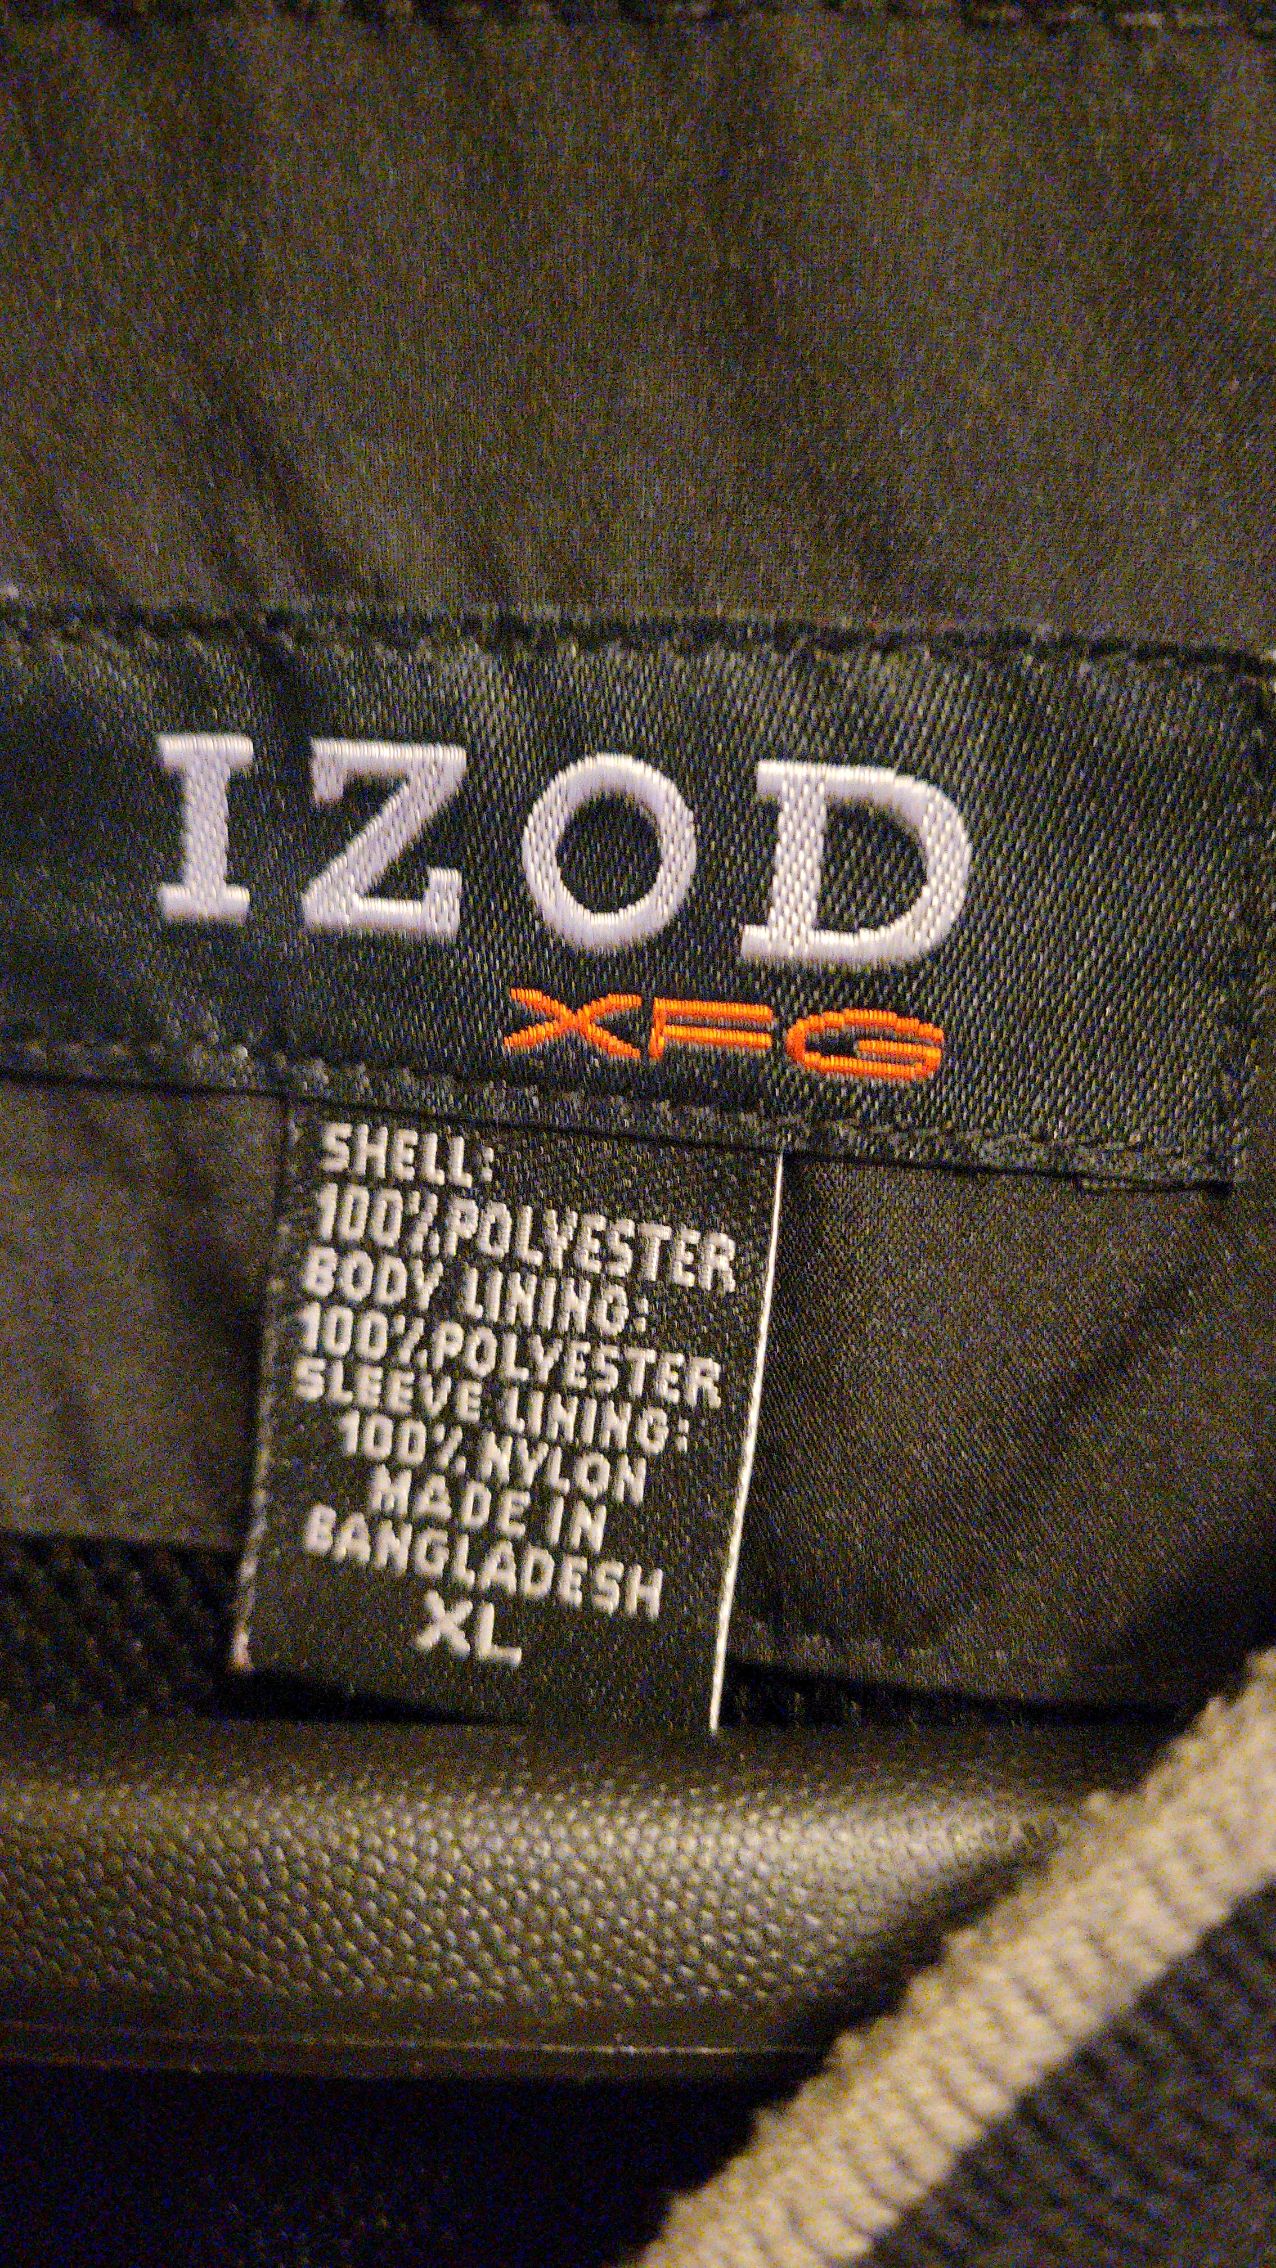 IZOD
XFG
SHELL:
100%POLYESTER
BODY LINING:
100%POLYESTER
SLEEVE LINING:
100% NYLON
MADE IN
BANGLADESH
XL